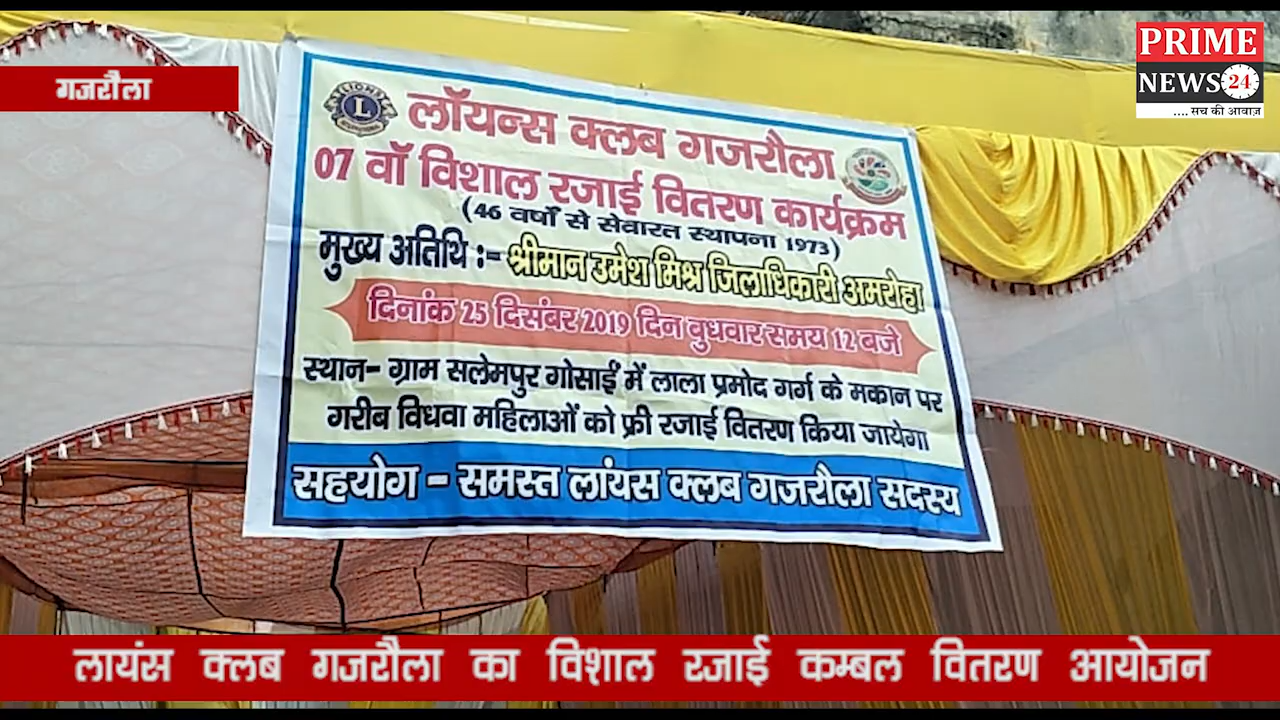 गजरौला
PRIME
NEWS 24
....सच की आवाज़
LIONS
L
लॉयन्स क्लब गजरौला
07 वॉ विशाल रजाई वितरण कार्यक्रम
(46 वर्षों से सेवारत स्थापना 1973)
मुख्य अतिथि :- श्रीमान उमेश मिश्र जिलाधिकारी अमरोहा
दिनांक 25 दिसंबर 2019 दिन बुधवार समय 12 बजे
स्थान- ग्राम सलेमपुर गोसाईं में लाला प्रमोद गर्ग के मकान पर
गरीब विधवा महिलाओं को फ्री रजाई वितरण किया जायेगा
सहयोग - समस्त लांयस क्लब गजरौला सदस्य
लायंस क्लब गजरौला का विशाल रजाई कम्बल वितरण आयोजन